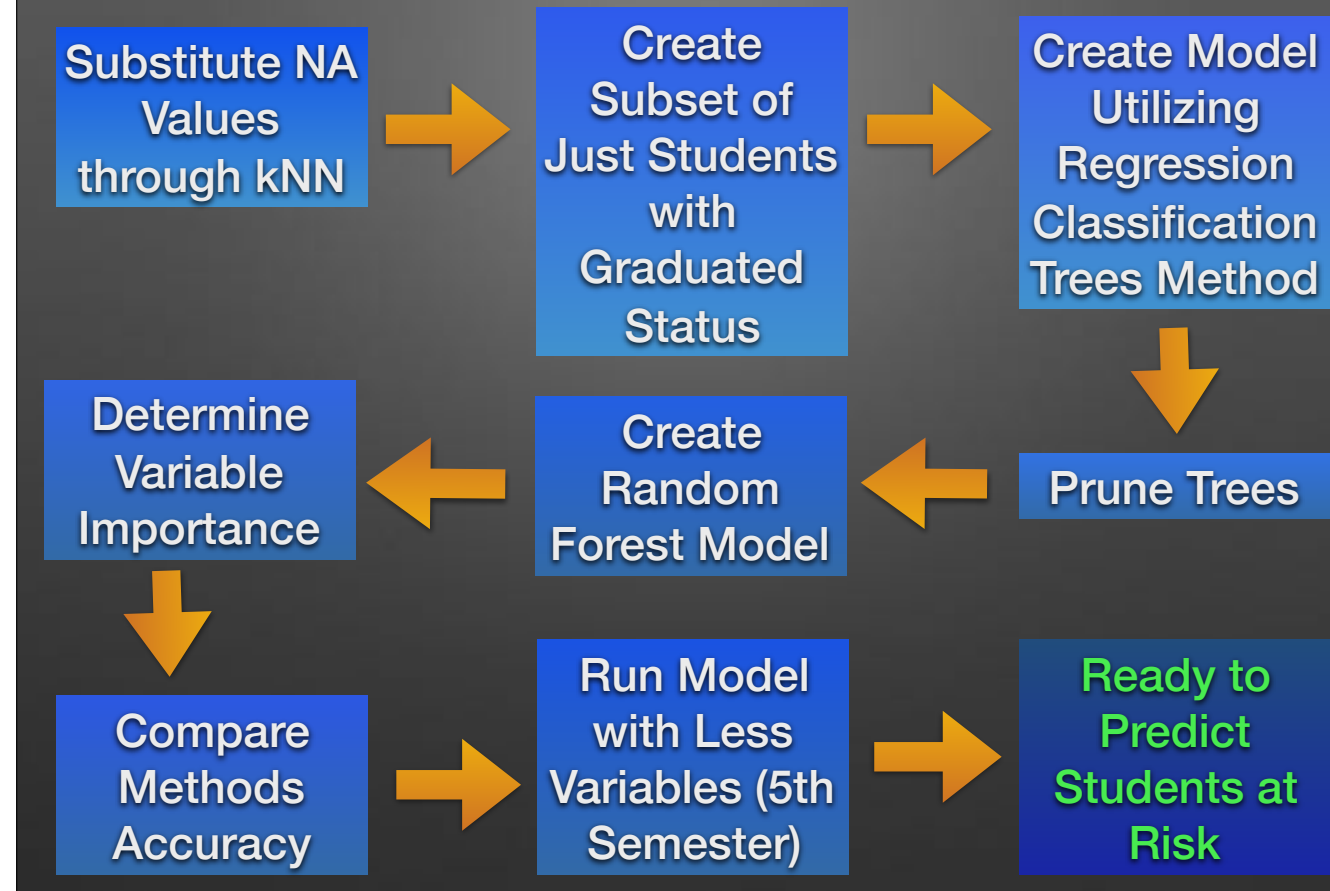 Substitute NA
Values
through kNN
Create
Subset of
Just Students
with
Graduated
Status
Create Model
Utilizing
Regression
Classification
Trees Method
Prune Trees
Create
Random
Forest Model
Determine
Variable
Importance
Compare
Methods
Accuracy
Run Model
with Less
Variables (5th
Semester)
Ready to
Predict
Students at
Risk